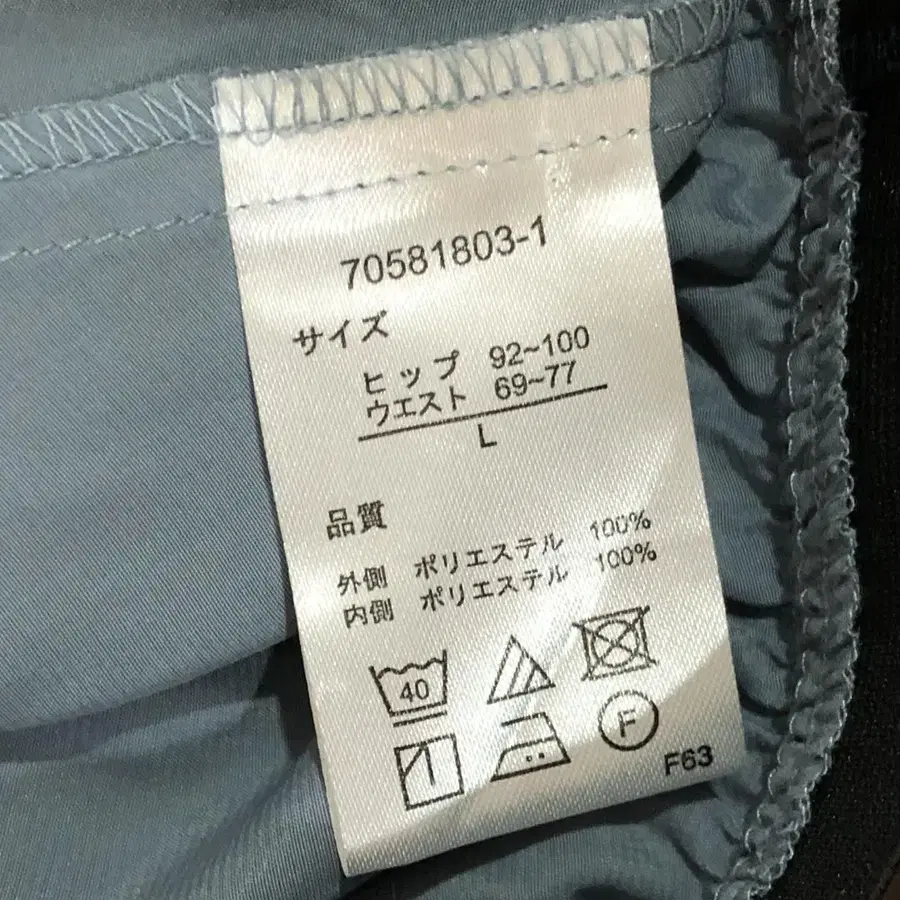 70581803-1
サイズ
ヒップ 92~100
ウエスト 69~77
L
品質
外側 ポリエステル 100%
内側 ポリエステル 100%
40
F
F63